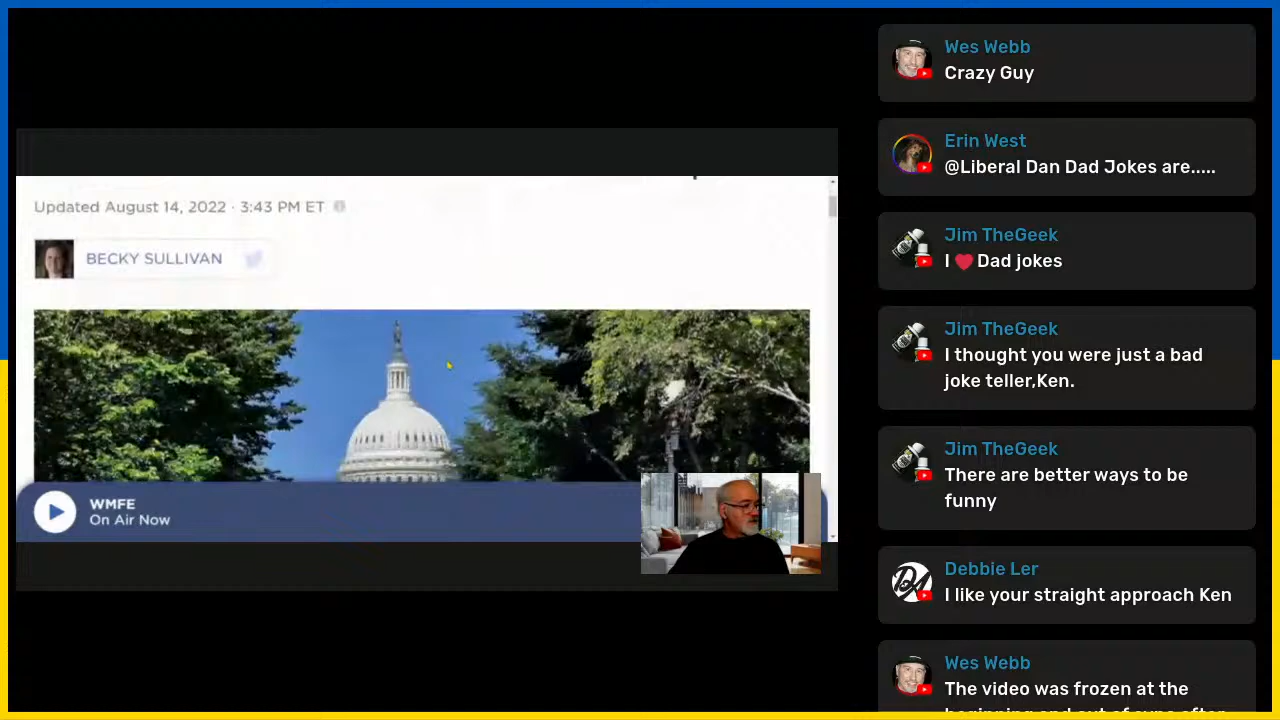 Updated August 14, 2022 · 3:43 PM ET
BECKY SULLIVAN
WMFE
On Air Now
Wes Webb
Crazy Guy
Erin West
@Liberal Dan Dad Jokes are.....
Jim TheGeek
I ❤ Dad jokes
Jim TheGeek
I thought you were just a bad
joke teller,Ken.
Jim TheGeek
There are better ways to be
funny
Debbie Ler
I like your straight approach Ken
Wes Webb
The video was frozen at the